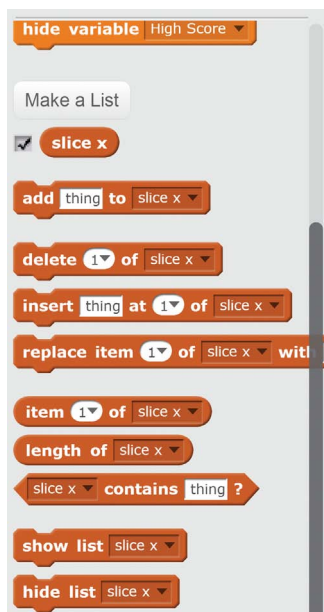 hide variable High Score
Make a List
slice x
add thing to slice x
delete 1 of slice x
insert thing at 1 of slice x
replace item 1 of slice x with
item 1 of slice x
length of slice x
slice x contains thing ?
show list slice x
hide list slice x